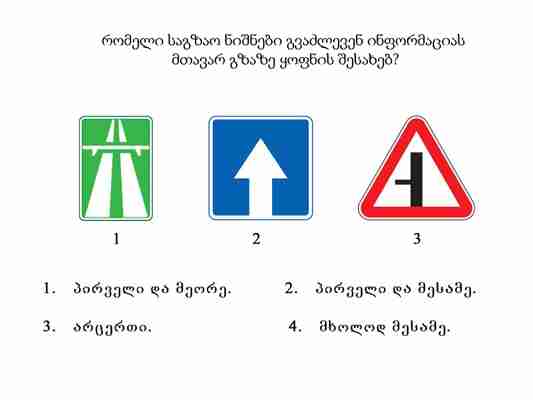 რომელი საგზაო ნიშნები გვაძლევენ ინფორმაციას
მთავარ გზაზე ყოფნის შესახებ?
1 2 3
1. პირველი და მეორე. 2. პირველი და მესამე.
3. არცერთი. 4. მხოლოდ მესამე.